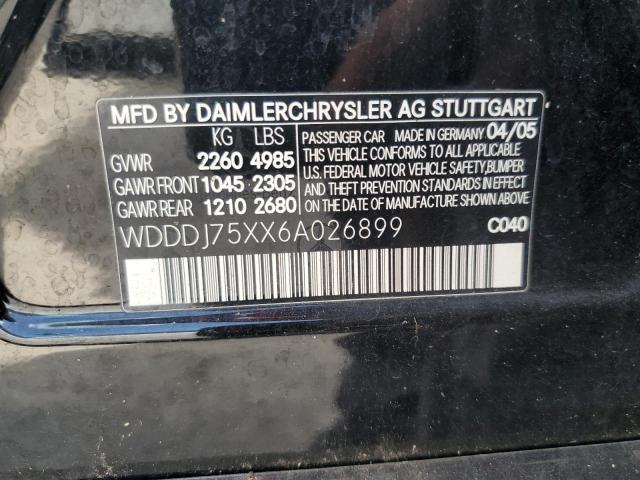 MFD BY DAIMLERCHRYSLER AG STUTTGART
KG LBS
GVWR 2260 4985
GAWR FRONT 1045 2305
GAWR REAR 1210 2680
PASSENGER CAR MADE IN GERMANY 04/05
THIS VEHICLE CONFORMS TO ALL APPLICABLE
U.S. FEDERAL MOTOR VEHICLE SAFETY, BUMPER
AND THEFT PREVENTION STANDARDS IN EFFECT
ON THE DATE OF MANUFACTURE SHOWN ABOVE
WDDDJ75XX6A026899
C040